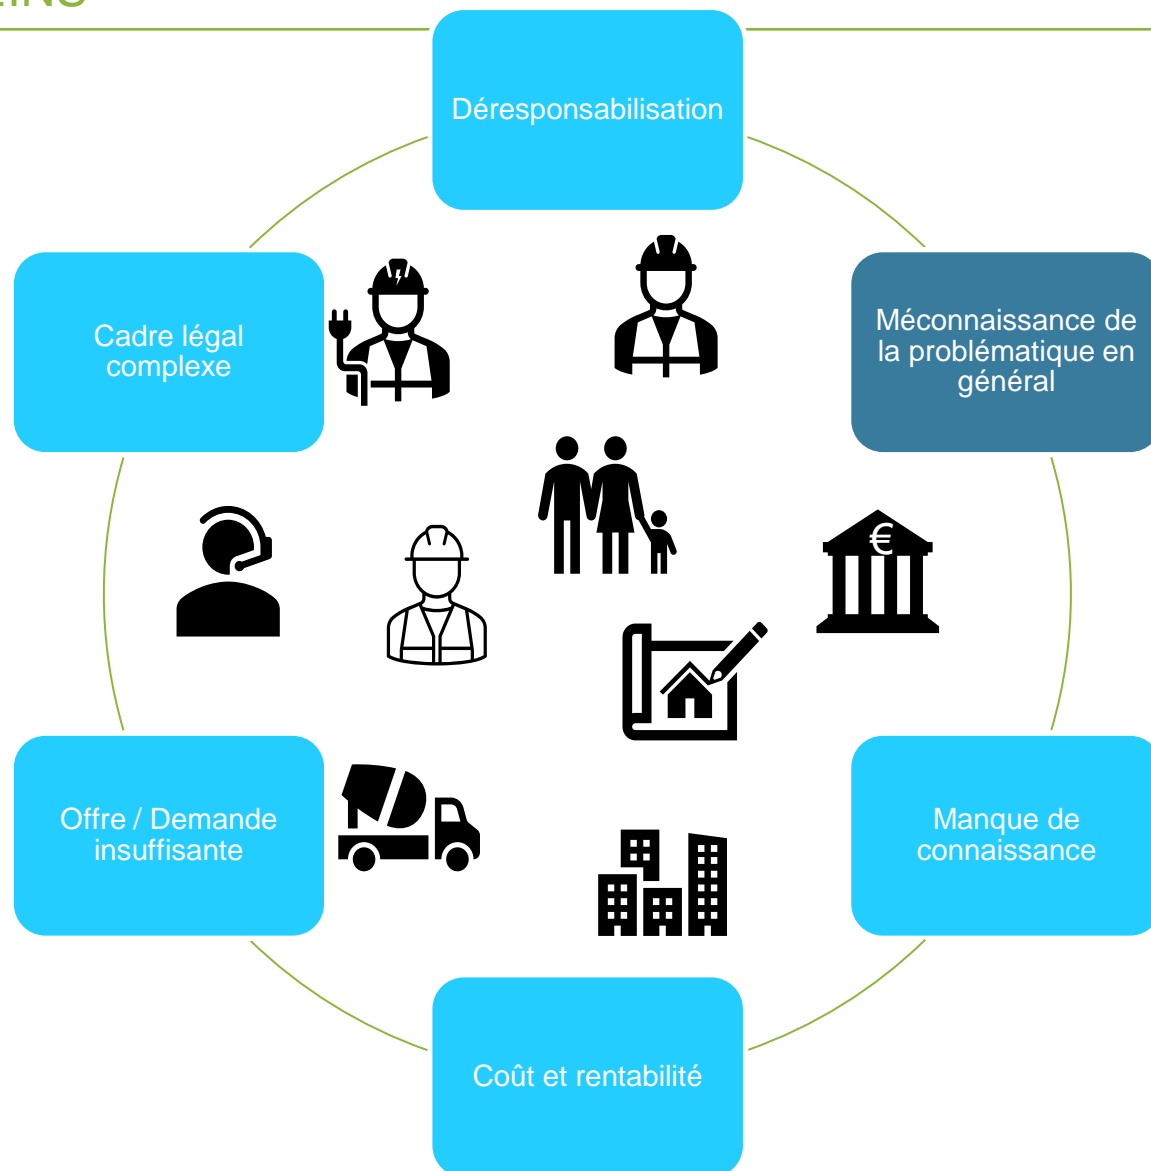 Déresponsabilisation
Cadre légal
complexe
Méconnaissance de
la problématique en
général
€
Offre / Demande
insuffisante
Manque de
connaissance
Coût et rentabilité